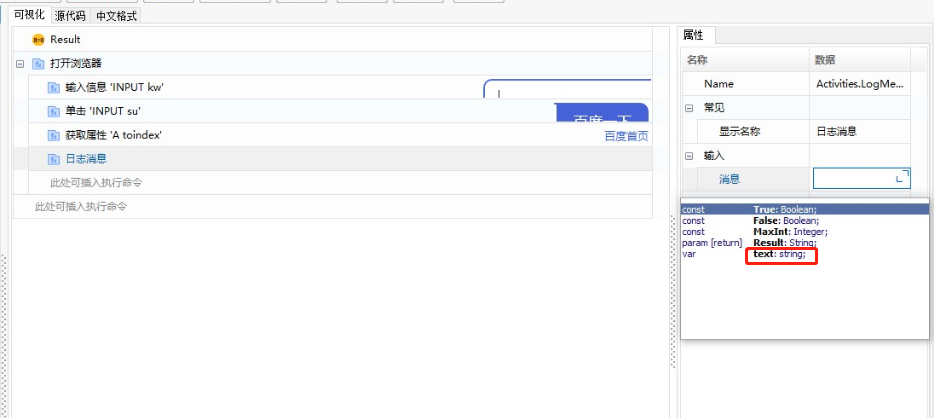 可视化 源代码 中文格式
Result
打开浏览器
输入信息 'INPUT kw'
单击 'INPUT su'
百度一下
获取属性 'A toindex'
百度首页
日志消息
此处可插入执行命令
此处可插入执行命令
属性
名称 数据
Name Activities.LogMe...
常见
显示名称 日志消息
输入
消息
const True: Boolean;
const False: Boolean;
const MaxInt: Integer;
param [return] Result: String;
var text: string;